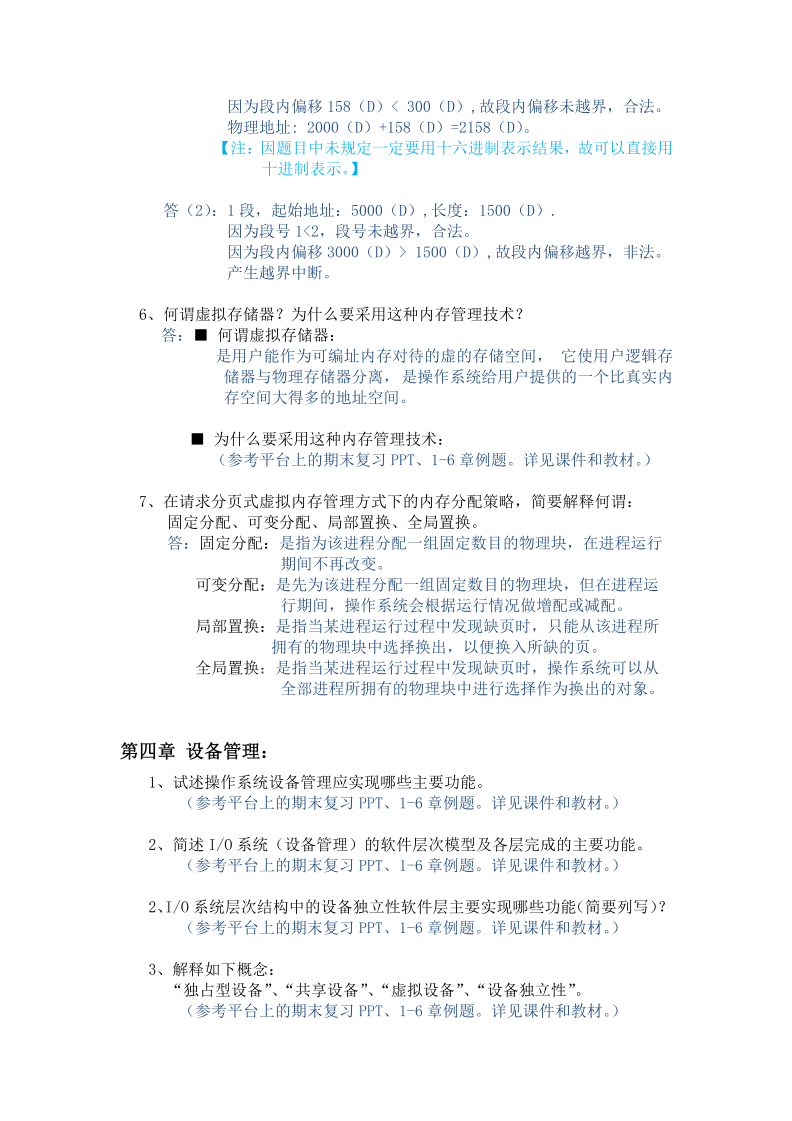 因为段内偏移 158（D）< 300（D）,故段内偏移未越界，合法。
物理地址: 2000（D）+158（D）=2158（D）。
【注：因题目中未规定一定要用十六进制表示结果，故可以直接用
十进制表示。】
答（2）：1 段，起始地址：5000（D）,长度：1500（D）.
因为段号 1<2，段号未越界，合法。
因为段内偏移 3000（D）> 1500（D）,故段内偏移越界，非法。
产生越界中断。
6、何谓虚拟存储器？为什么要采用这种内存管理技术？
答：■ 何谓虚拟存储器：
是用户能作为可编址内存对待的虚的存储空间， 它使用户逻辑存
储器与物理存储器分离，是操作系统给用户提供的一个比真实内
存空间大得多的地址空间。
■ 为什么要采用这种内存管理技术：
（参考平台上的期末复习 PPT、1-6 章例题。详见课件和教材。）
7、在请求分页式虚拟内存管理方式下的内存分配策略，简要解释何谓：
固定分配、可变分配、局部置换、全局置换。
答：固定分配：是指为该进程分配一组固定数目的物理块，在进程运行
期间不再改变。
可变分配：是先为该进程分配一组固定数目的物理块，但在进程运
行期间，操作系统会根据运行情况做增配或减配。
局部置换：是指当某进程运行过程中发现缺页时，只能从该进程所
拥有的物理块中选择换出，以便换入所缺的页。
全局置换：是指当某进程运行过程中发现缺页时，操作系统可以从
全部进程所拥有的物理块中进行选择作为换出的对象。
第四章 设备管理：
1、试述操作系统设备管理应实现哪些主要功能。
（参考平台上的期末复习 PPT、1-6 章例题。详见课件和教材。）
2、简述 I/O 系统（设备管理）的软件层次模型及各层完成的主要功能。
（参考平台上的期末复习 PPT、1-6 章例题。详见课件和教材。）
2、I/O 系统层次结构中的设备独立性软件层主要实现哪些功能（简要列写）？
（参考平台上的期末复习 PPT、1-6 章例题。详见课件和教材。）
3、解释如下概念：
“独占型设备”、“共享设备”、“虚拟设备”、“设备独立性”。
（参考平台上的期末复习 PPT、1-6 章例题。详见课件和教材。）